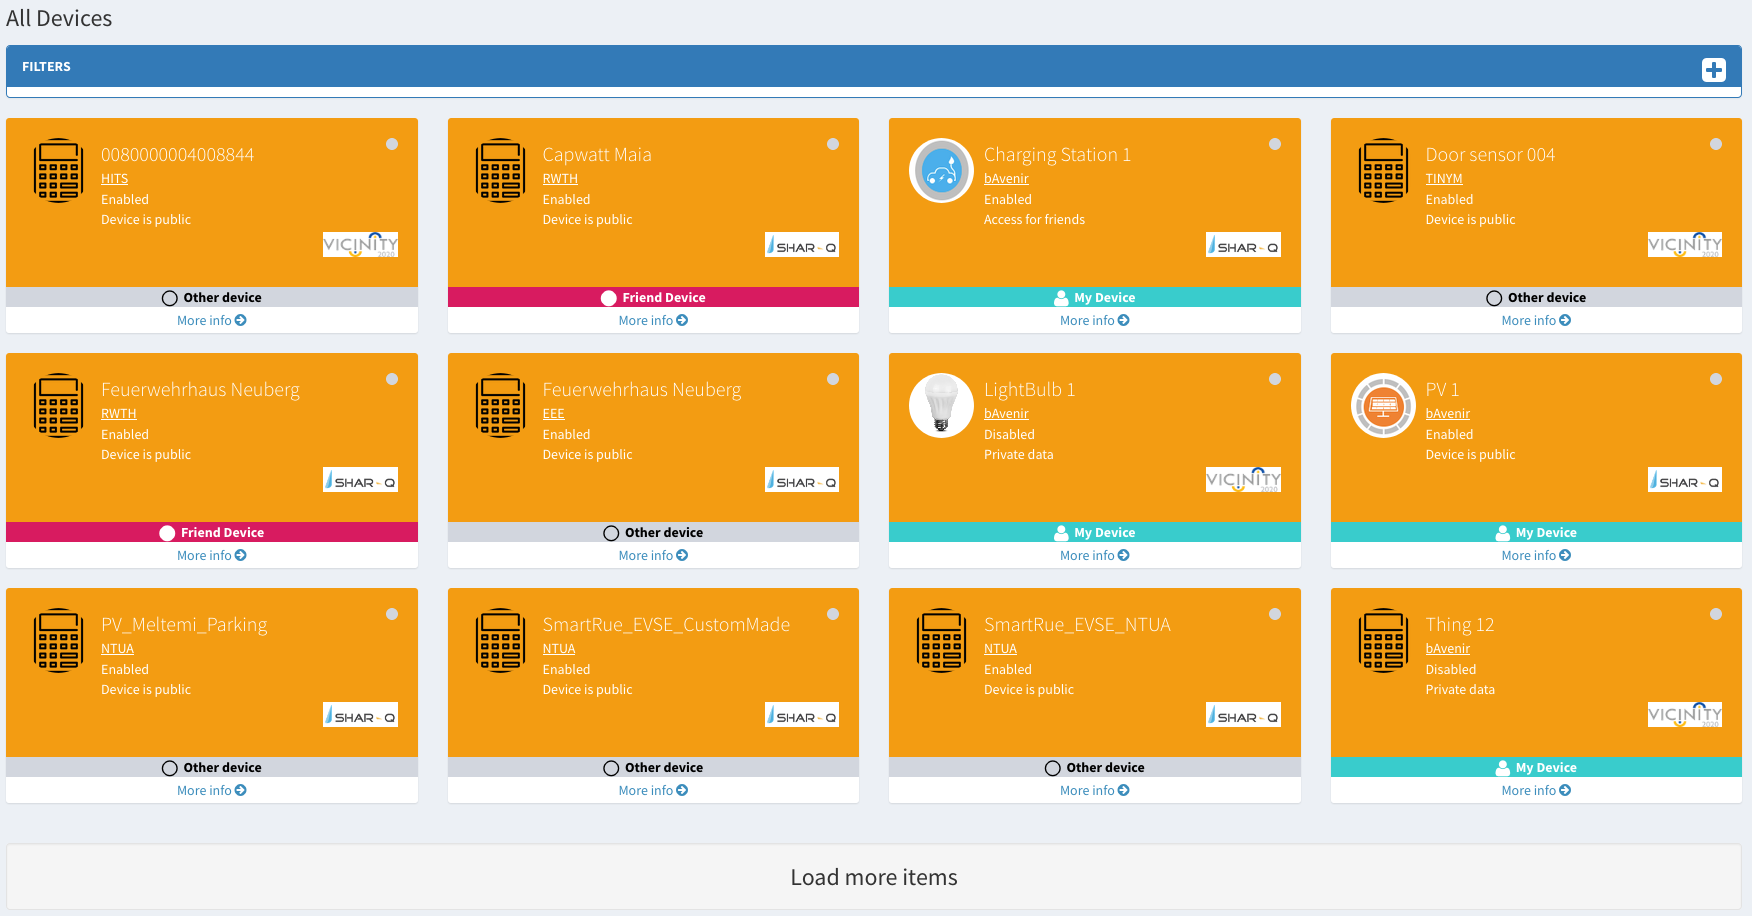 All Devices
FILTERS
0080000004008844
HITS
Enabled
Device is public
VICINITY
2020
Other device
More info
Capwatt Maia
RWTH
Enabled
Device is public
SHAR-Q
Friend Device
More info
Charging Station 1
bAvenir
Enabled
Access for friends
SHAR-Q
My Device
More info
Door sensor 004
TINYM
Enabled
Device is public
VICINITY
2020
Other device
More info
Feuerwehrhaus Neuberg
RWTH
Enabled
Device is public
SHAR-Q
Friend Device
More info
Feuerwehrhaus Neuberg
EEE
Enabled
Device is public
SHAR-Q
Other device
More info
LightBulb 1
bAvenir
Disabled
Private data
VICINITY
2020
My Device
More info
PV 1
bAvenir
Enabled
Device is public
SHAR-Q
My Device
More info
PV_Meltemi_Parking
NTUA
Enabled
Device is public
SHAR-Q
Other device
More info
SmartRue_EVSE_CustomMade
NTUA
Enabled
Device is public
SHAR-Q
Other device
More info
SmartRue_EVSE_NTUA
NTUA
Enabled
Device is public
SHAR-Q
Other device
More info
Thing 12
bAvenir
Disabled
Private data
VICINITY
2020
My Device
More info
Load more items